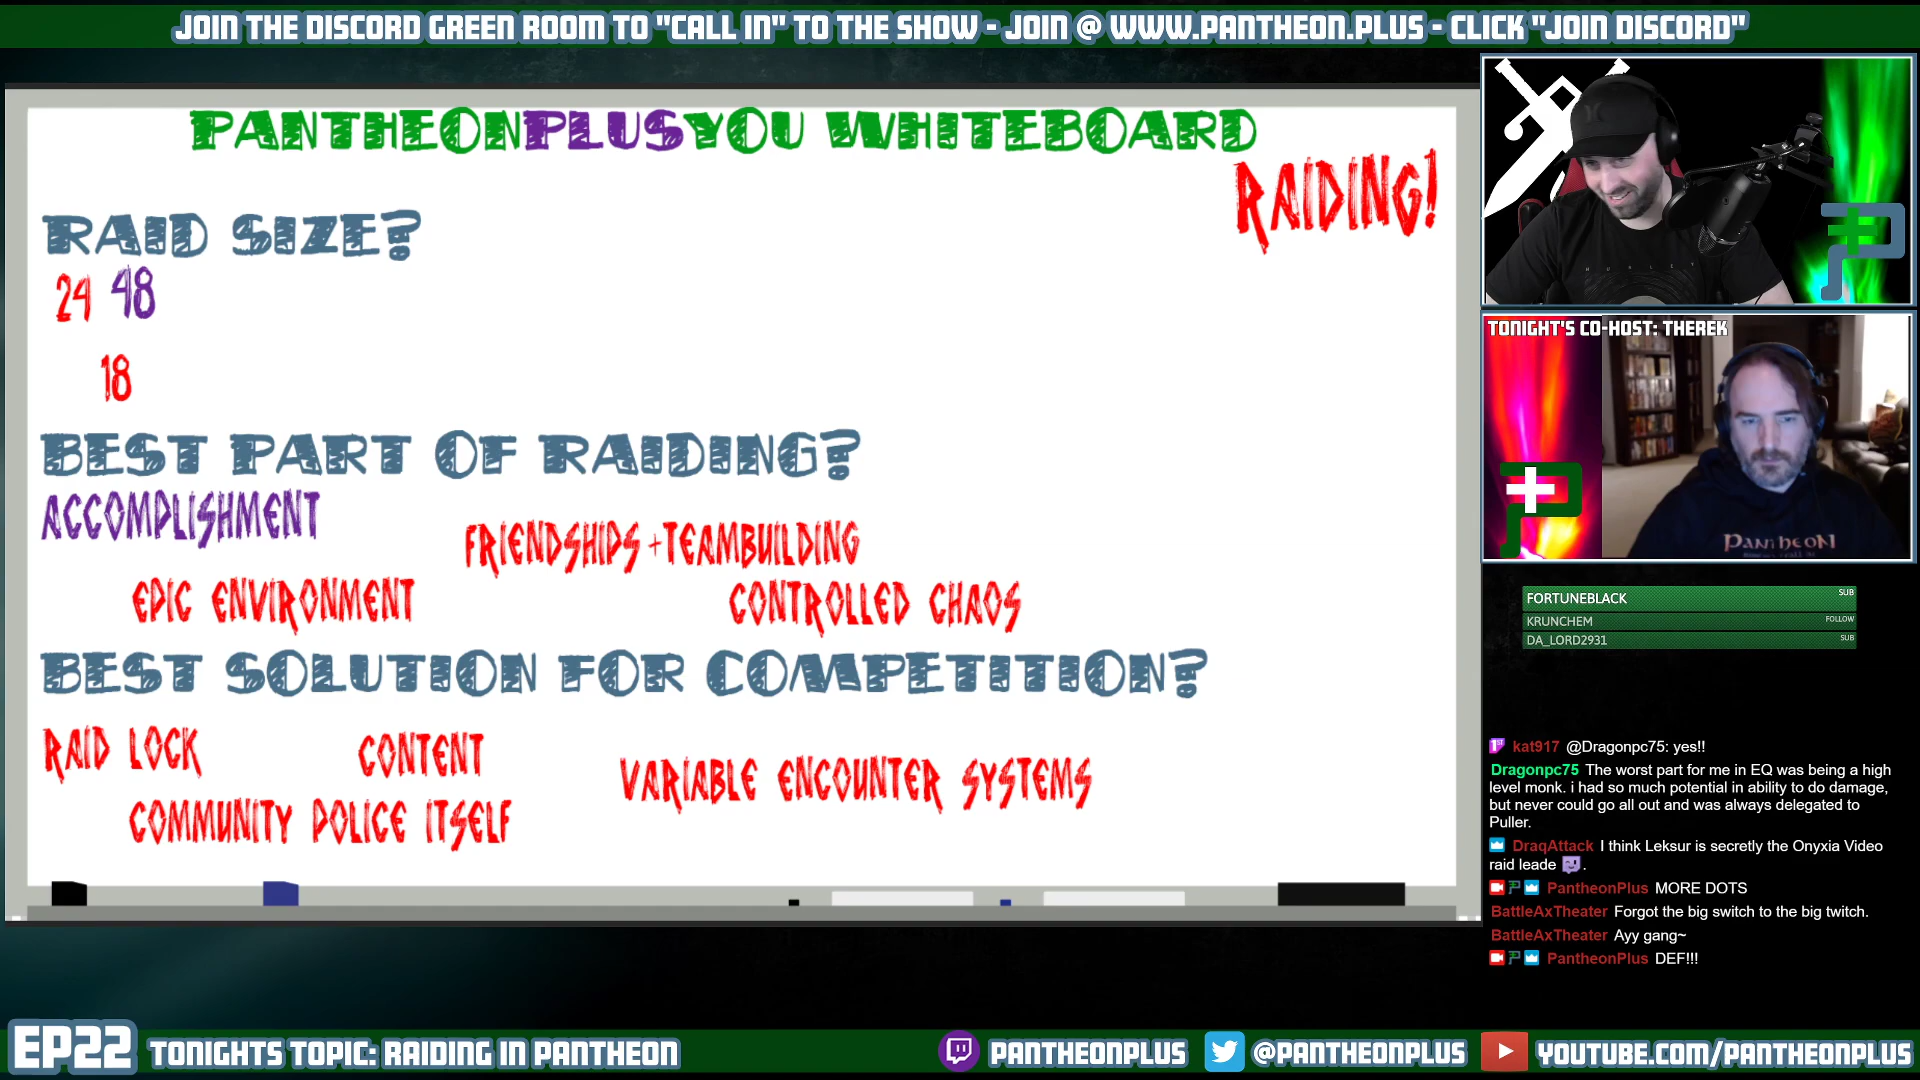 JOIN THE DISCORD GREEN ROOM TO "CALL IN" TO THE SHOW - JOIN @ WWW.PANTHEON.PLUS - CLICK "JOIN DISCORD"
PANTHEONPLUSYOU WHITEBOARD
RAIDING!
RAID SIZE?
24 48
18
BEST PART OF RAIDING?
ACCOMPLISHMENT
FRIENDSHIPS+TEAMBUILDING
EPIC ENVIRONMENT
CONTROLLED CHAOS
BEST SOLUTION FOR COMPETITION?
RAID LOCK
CONTENT
VARIABLE ENCOUNTER SYSTEMS
COMMUNITY POLICE ITSELF
HURLEY
TONIGHT'S CO-HOST: THEREK
PANTHEON
FORTUNEBLACK SUB
KRUNCHEM FOLLOW
DA_LORD2931 SUB
kat917 @Dragonpc75: yes!!
Dragonpc75 The worst part for me in EQ was being a high
level monk. i had so much potential in ability to do damage,
but never could go all out and was always delegated to
Puller.
DraqAttack I think Leksur is secretly the Onyxia Video
raid leade .
PantheonPlus MORE DOTS
BattleAxTheater Forgot the big switch to the big twitch.
BattleAxTheater Ayy gang~
PantheonPlus DEF!!!
EP22 TONIGHTS TOPIC: RAIDING IN PANTHEON
PANTHEONPLUS
@PANTHEONPLUS
YOUTUBE.COM/PANTHEONPLUS